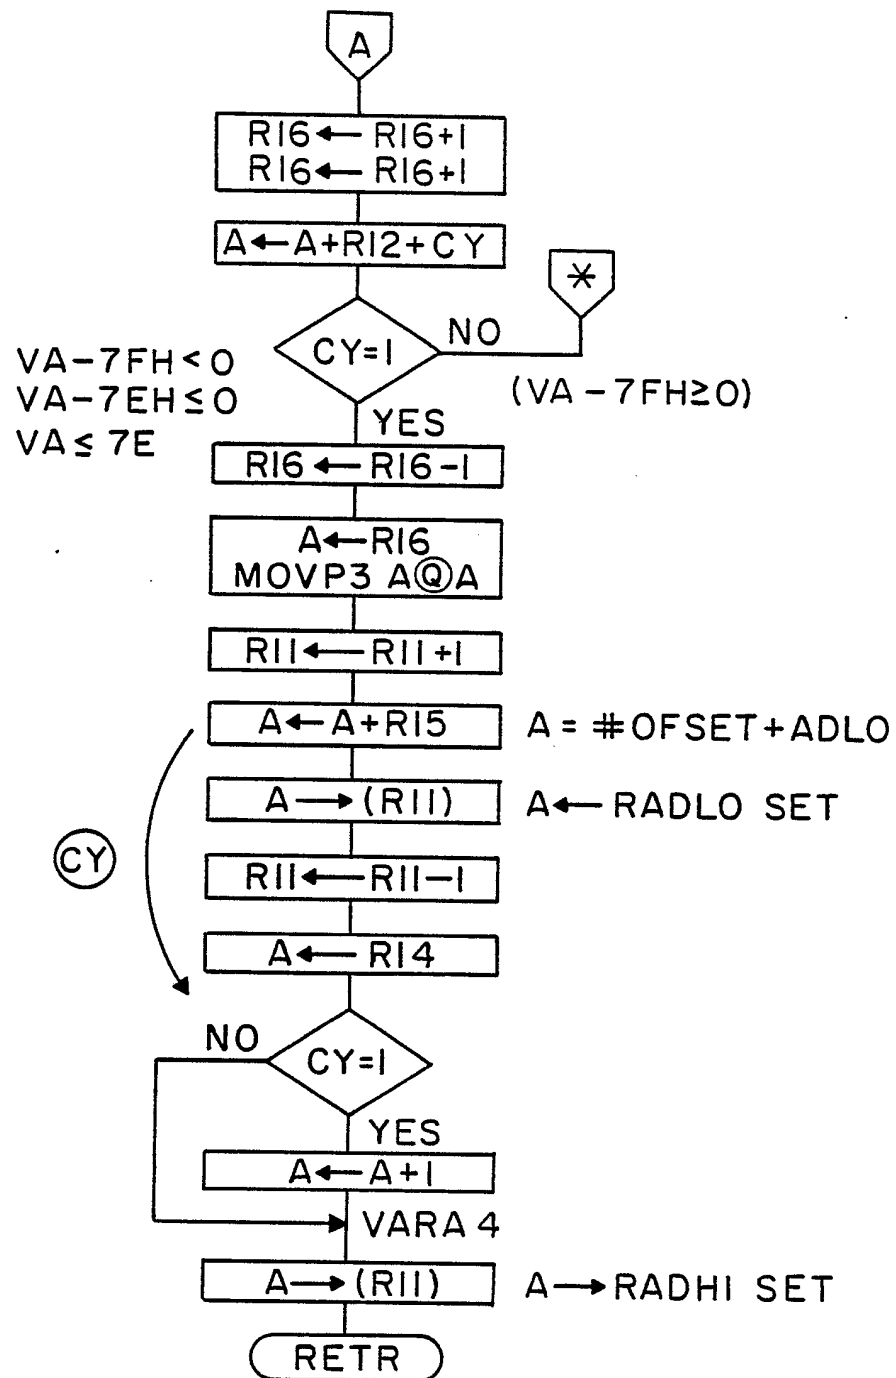 A
R16 ← R16+1
R16 ← R16+1
A ← A+R12+CY
*
CY=1
NO
VA-7FH<0
VA-7EH≤0
VA≤7E
(VA-7FH≥0)
YES
R16 ← R16-1
A ← R16
MOVP3 A Q A
R11 ← R11+1
A ← A+R15
A = #OFSET+ADLO
A → (R11)
A ← RADLO SET
CY
R11 ← R11-1
A ← R14
NO
CY=1
YES
A ← A+1
VARA 4
A → (R11)
A → RADHI SET
RETR